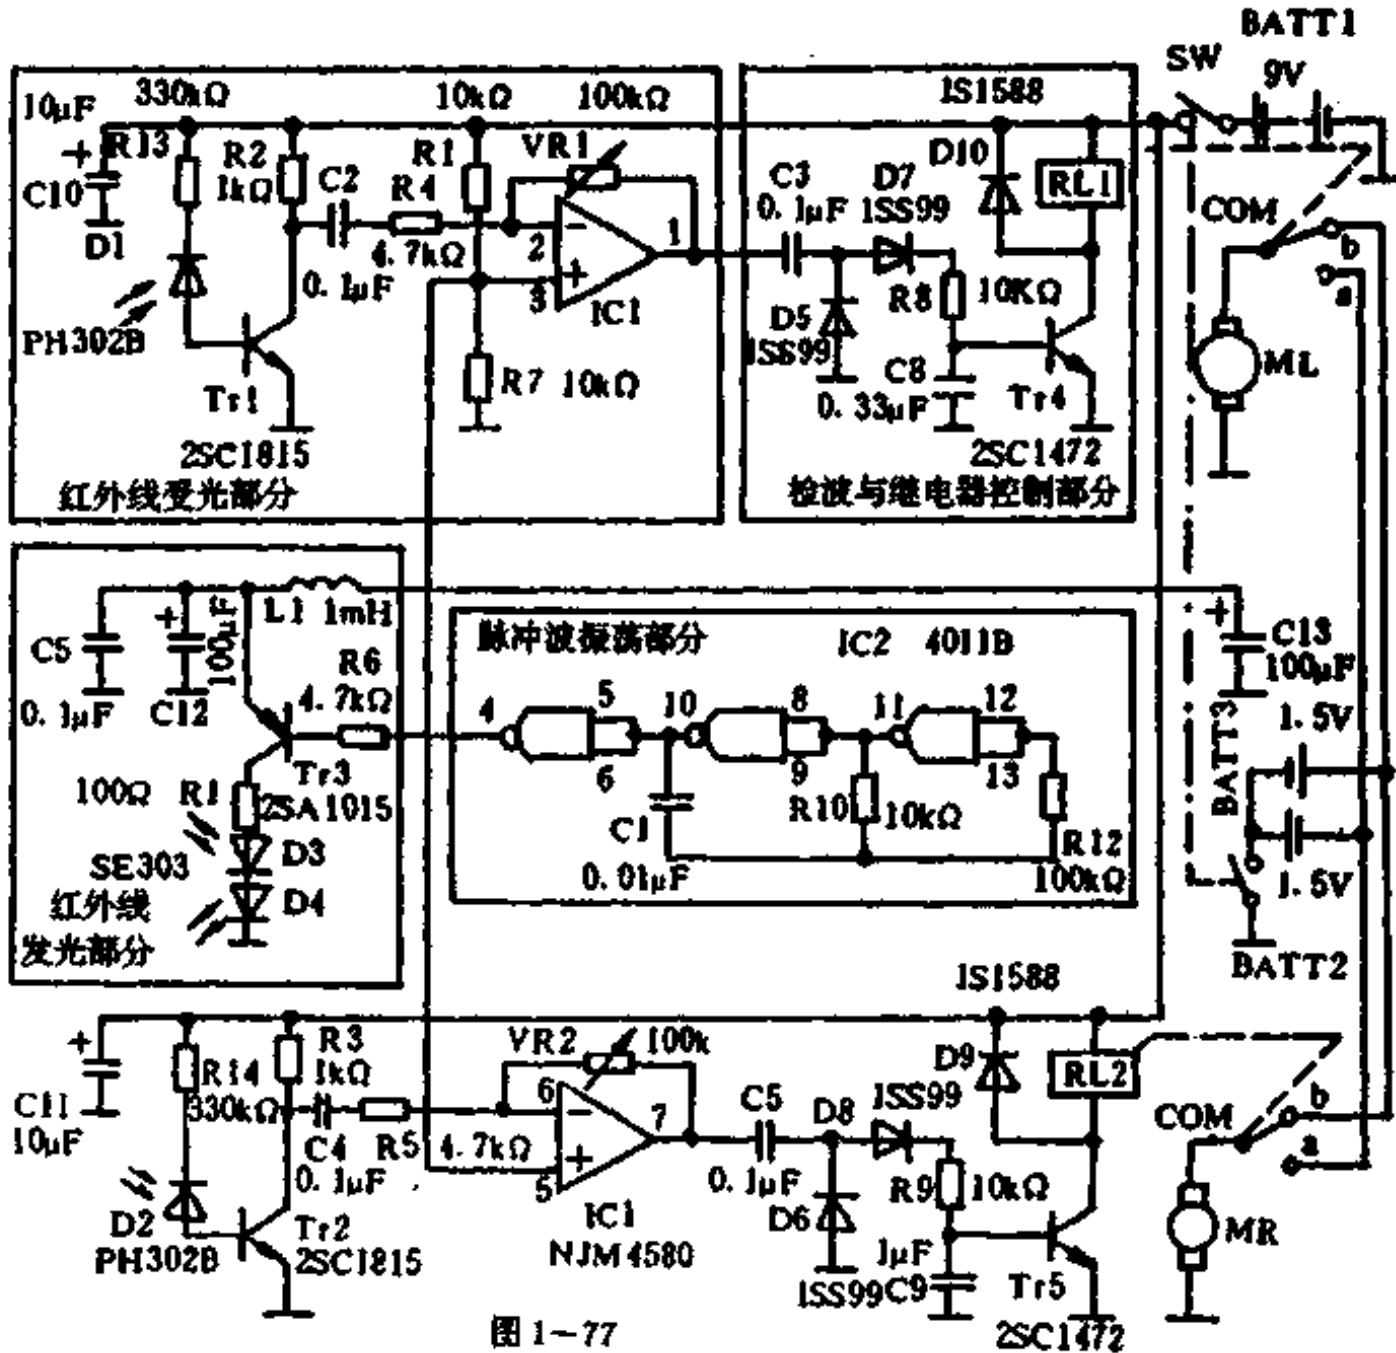 BATT1
SW
9V
10μF
330kΩ
10kΩ
100kΩ
1S1588
R13
R2
1kΩ
C2
R4
R1
VR1
C3
0.1μF
D7
1SS99
D10
RL1
C10
D1
COM
b
a
4.7kΩ
0.1μF
2
3
1
IC1
R8
10KΩ
D5
1SS99
PH302B
Tr1
2SC1815
R7 10kΩ
C8
0.33μF
Tr4
2SC1472
ML
红外线受光部分
检波与继电器控制部分
C5
0.1μF
C12
100μF
L1 1mH
R6
4.7kΩ
脉冲波振荡部分
IC2 4011B
C13
100μF
4
5
6
10
8
9
11
12
13
Tr3
2SA1015
100Ω
R1
SE303
D3
D4
红外线
发光部分
C1
0.01μF
R10
10kΩ
R12
100kΩ
BATT3
1.5V
1.5V
BATT2
1S1588
C11
10μF
R14
330kΩ
R3
1kΩ
C4
0.1μF
R5
4.7kΩ
VR2
100k
6
5
7
IC1
NJM4580
C5
0.1μF
D8
1SS99
D9
RL2
COM
b
a
D2
PH302B
Tr2
2SC1815
D6
1SS99
R9
10kΩ
1μF
C9
Tr5
2SC1472
MR
图1～77